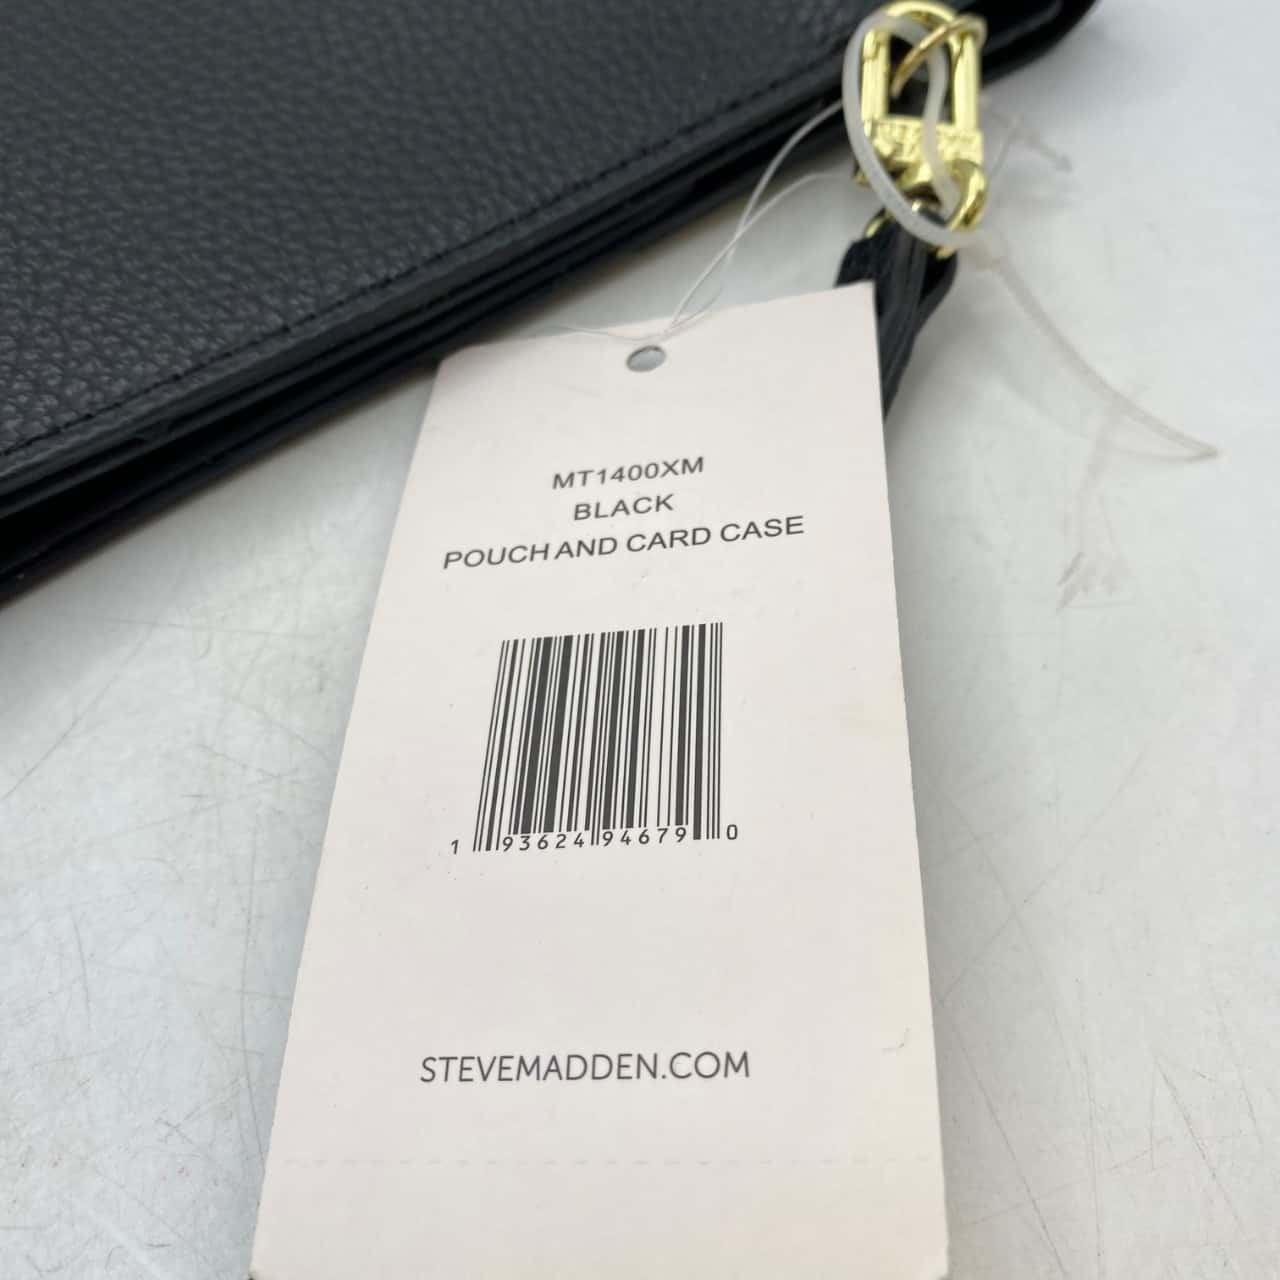 MT1400XM
BLACK
POUCH AND CARD CASE
1 93624 94679 0
STEVEMADDEN.COM